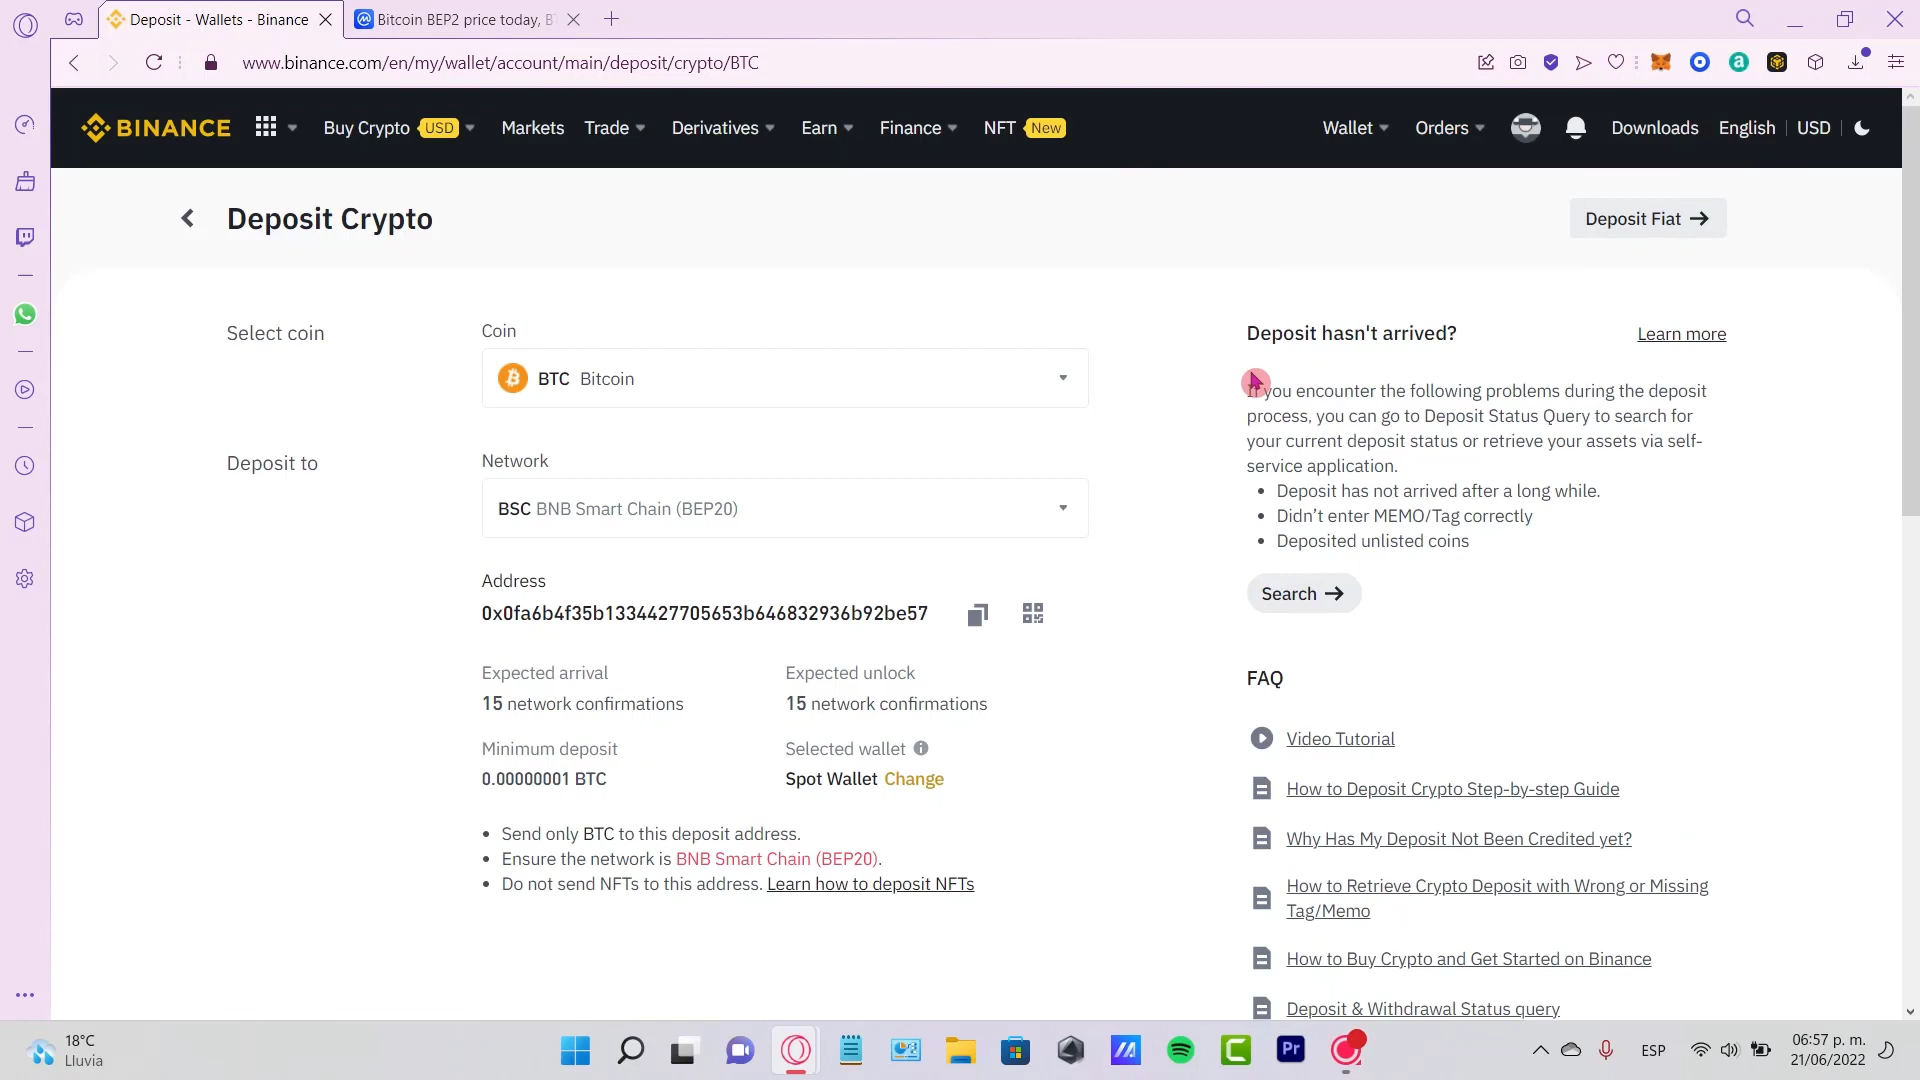 Deposit - Wallets - Binance
Bitcoin BEP2 price today, B
www.binance.com/en/my/wallet/account/main/deposit/crypto/BTC
BINANCE
Buy Crypto USD
Markets
Trade
Derivatives
Earn
Finance
NFT New
Wallet
Orders
Downloads
English
USD
Deposit Crypto
Deposit Fiat
Select coin
Coin
BTC Bitcoin
Deposit to
Network
BSC BNB Smart Chain (BEP20)
Address
0x0fa6b4f35b1334427705653b646832936b92be57
Expected arrival
15 network confirmations
Expected unlock
15 network confirmations
Minimum deposit
0.00000001 BTC
Selected wallet
Spot Wallet Change
Send only BTC to this deposit address.
Ensure the network is BNB Smart Chain (BEP20).
Do not send NFTs to this address. Learn how to deposit NFTs
Deposit hasn't arrived?
Learn more
If you encounter the following problems during the deposit
process, you can go to Deposit Status Query to search for
your current deposit status or retrieve your assets via self-
service application.
Deposit has not arrived after a long while.
Didn’t enter MEMO/Tag correctly
Deposited unlisted coins
Search
FAQ
Video Tutorial
How to Deposit Crypto Step-by-step Guide
Why Has My Deposit Not Been Credited yet?
How to Retrieve Crypto Deposit with Wrong or Missing
Tag/Memo
How to Buy Crypto and Get Started on Binance
Deposit & Withdrawal Status query
18°C
Lluvia
Pr
ESP
06:57 p. m.
21/06/2022